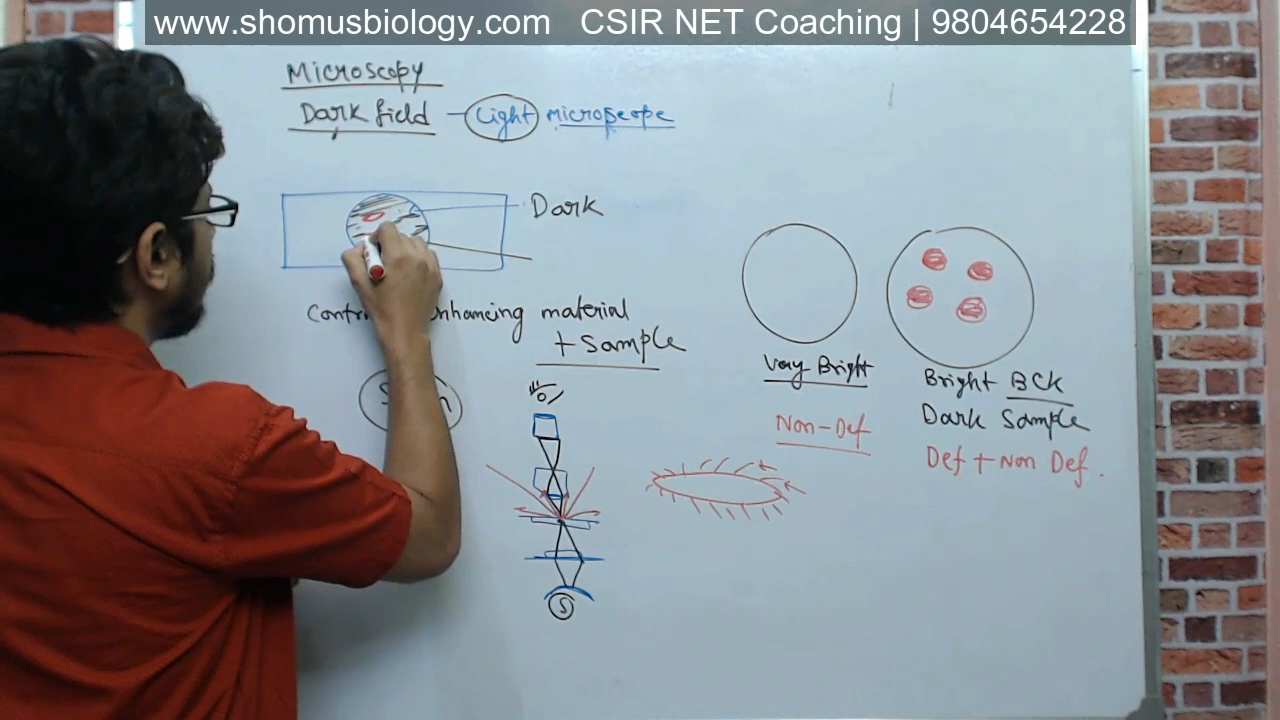 www.shomusbiology.com CSIR NET Coaching | 9804654228
Microscopy
Dark field - Light microscope
Dark
material
+ Sample
Very Bright
Non-Def
Bright BCK
Dark Sample
Def + Non Def.
S